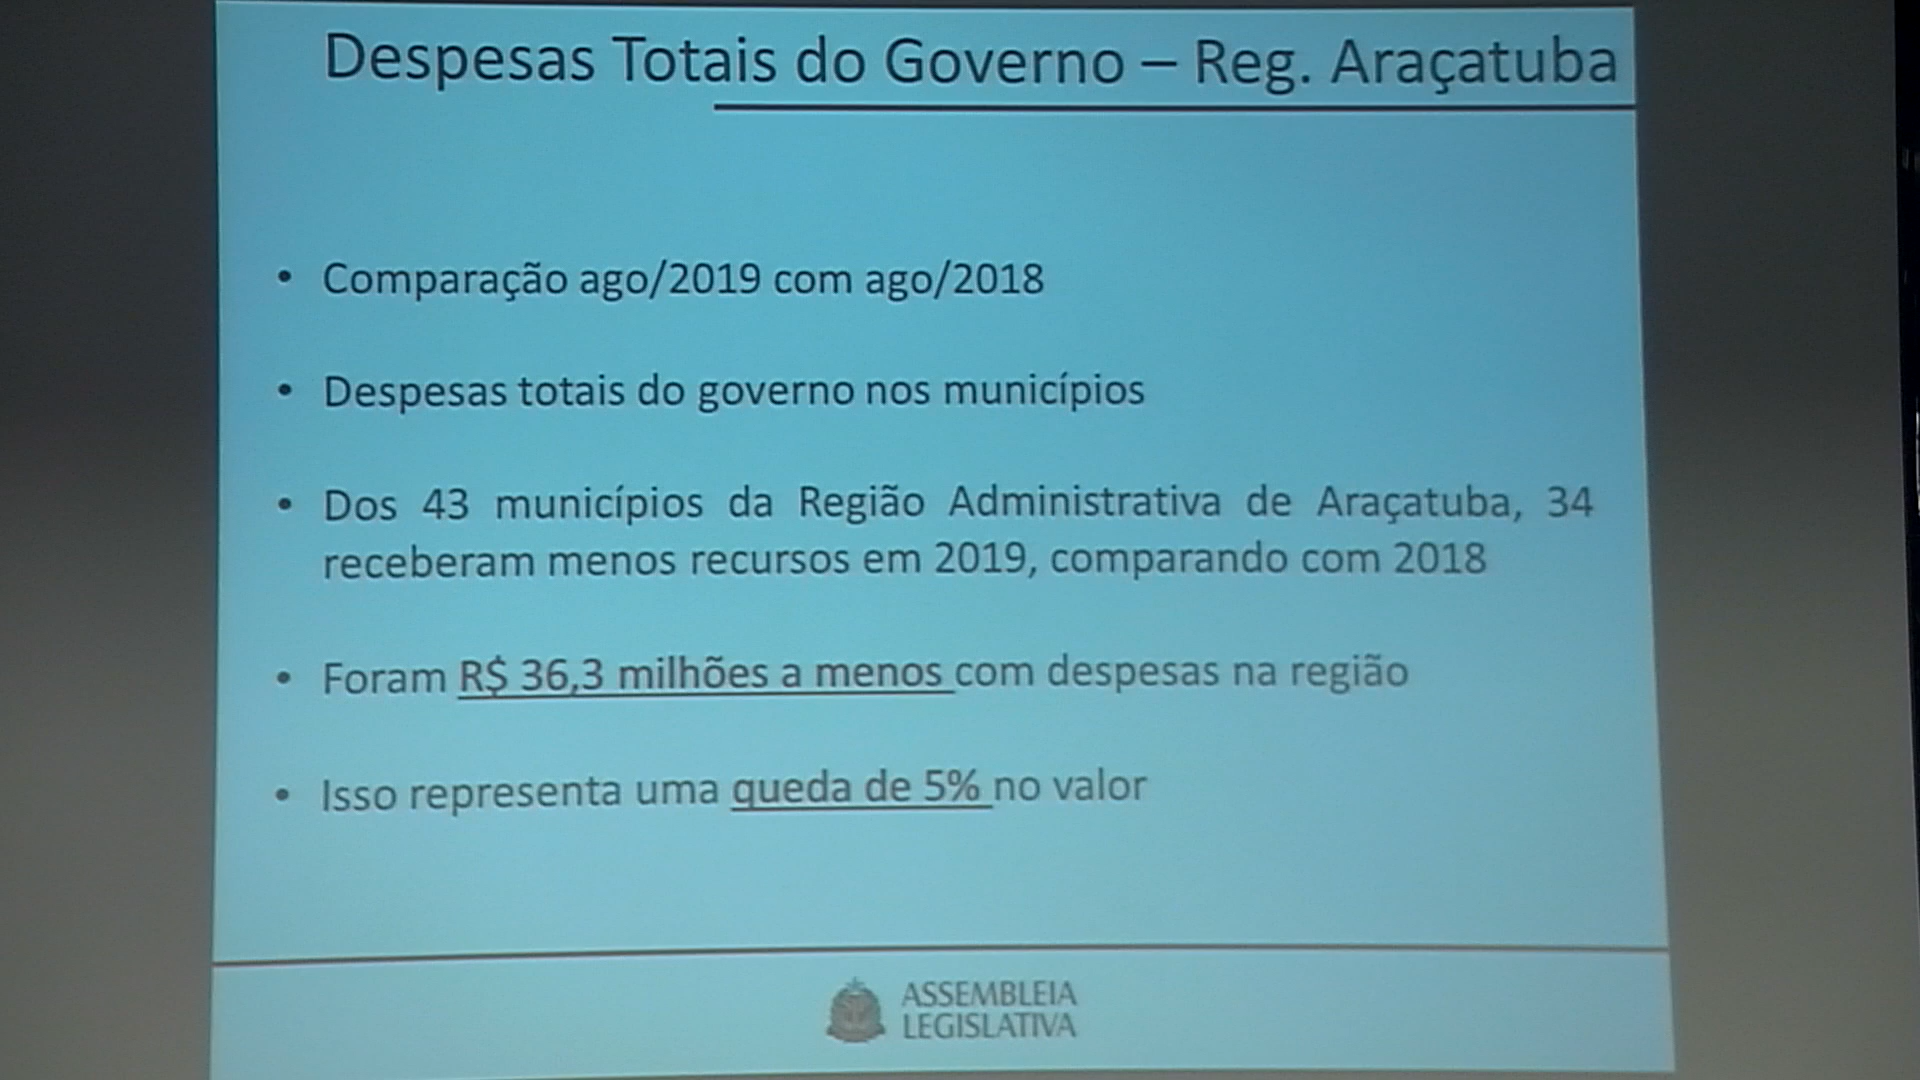 Despesas Totais do Governo – Reg. Araçatuba
• Comparação ago/2019 com ago/2018
• Despesas totais do governo nos municípios
• Dos 43 municípios da Região Administrativa de Araçatuba, 34
receberam menos recursos em 2019, comparando com 2018
• Foram R$ 36,3 milhões a menos com despesas na região
• Isso representa uma queda de 5% no valor
ASSEMBLEIA
LEGISLATIVA